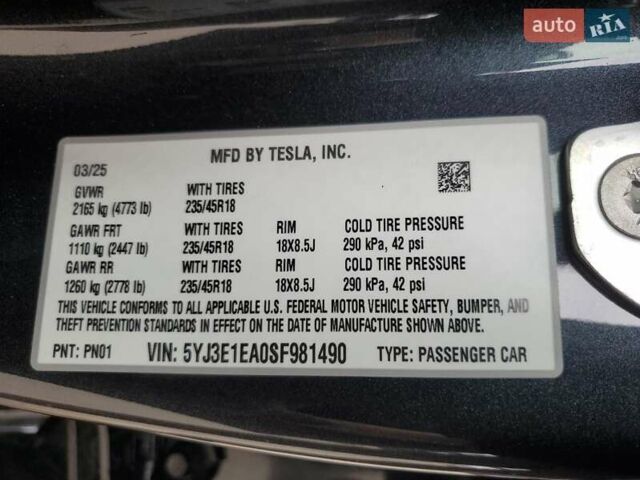 auto RIA
MFD BY TESLA, INC.
03/25
GVWR WITH TIRES
2165 kg (4773 lb) 235/45R18
GAWR FRT WITH TIRES RIM COLD TIRE PRESSURE
1110 kg (2447 lb) 235/45R18 18X8.5J 290 kPa, 42 psi
GAWR RR WITH TIRES RIM COLD TIRE PRESSURE
1260 kg (2778 lb) 235/45R18 18X8.5J 290 kPa, 42 psi
THIS VEHICLE CONFORMS TO ALL APPLICABLE U.S. FEDERAL MOTOR VEHICLE SAFETY, BUMPER, AND
THEFT PREVENTION STANDARDS IN EFFECT ON THE DATE OF MANUFACTURE SHOWN ABOVE.
PNT: PN01 VIN: 5YJ3E1EA0SF981490 TYPE: PASSENGER CAR